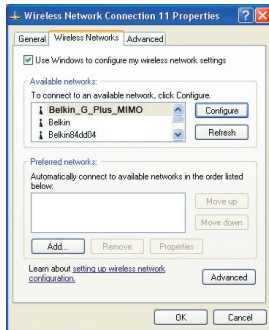 Wireless Network Connection 11 Properties
General Wireless Networks Advanced
Use Windows to configure my wireless network settings
Available networks:
To connect to an available network, click Configure.
Belkin_G_Plus_MIMO
Belkin
Belkin84dd04
Configure
Refresh
Preferred networks:
Automatically connect to available networks in the order listed
below:
Move up
Move down
Add... Remove Properties
Learn about setting up wireless network
configuration.
Advanced
OK Cancel